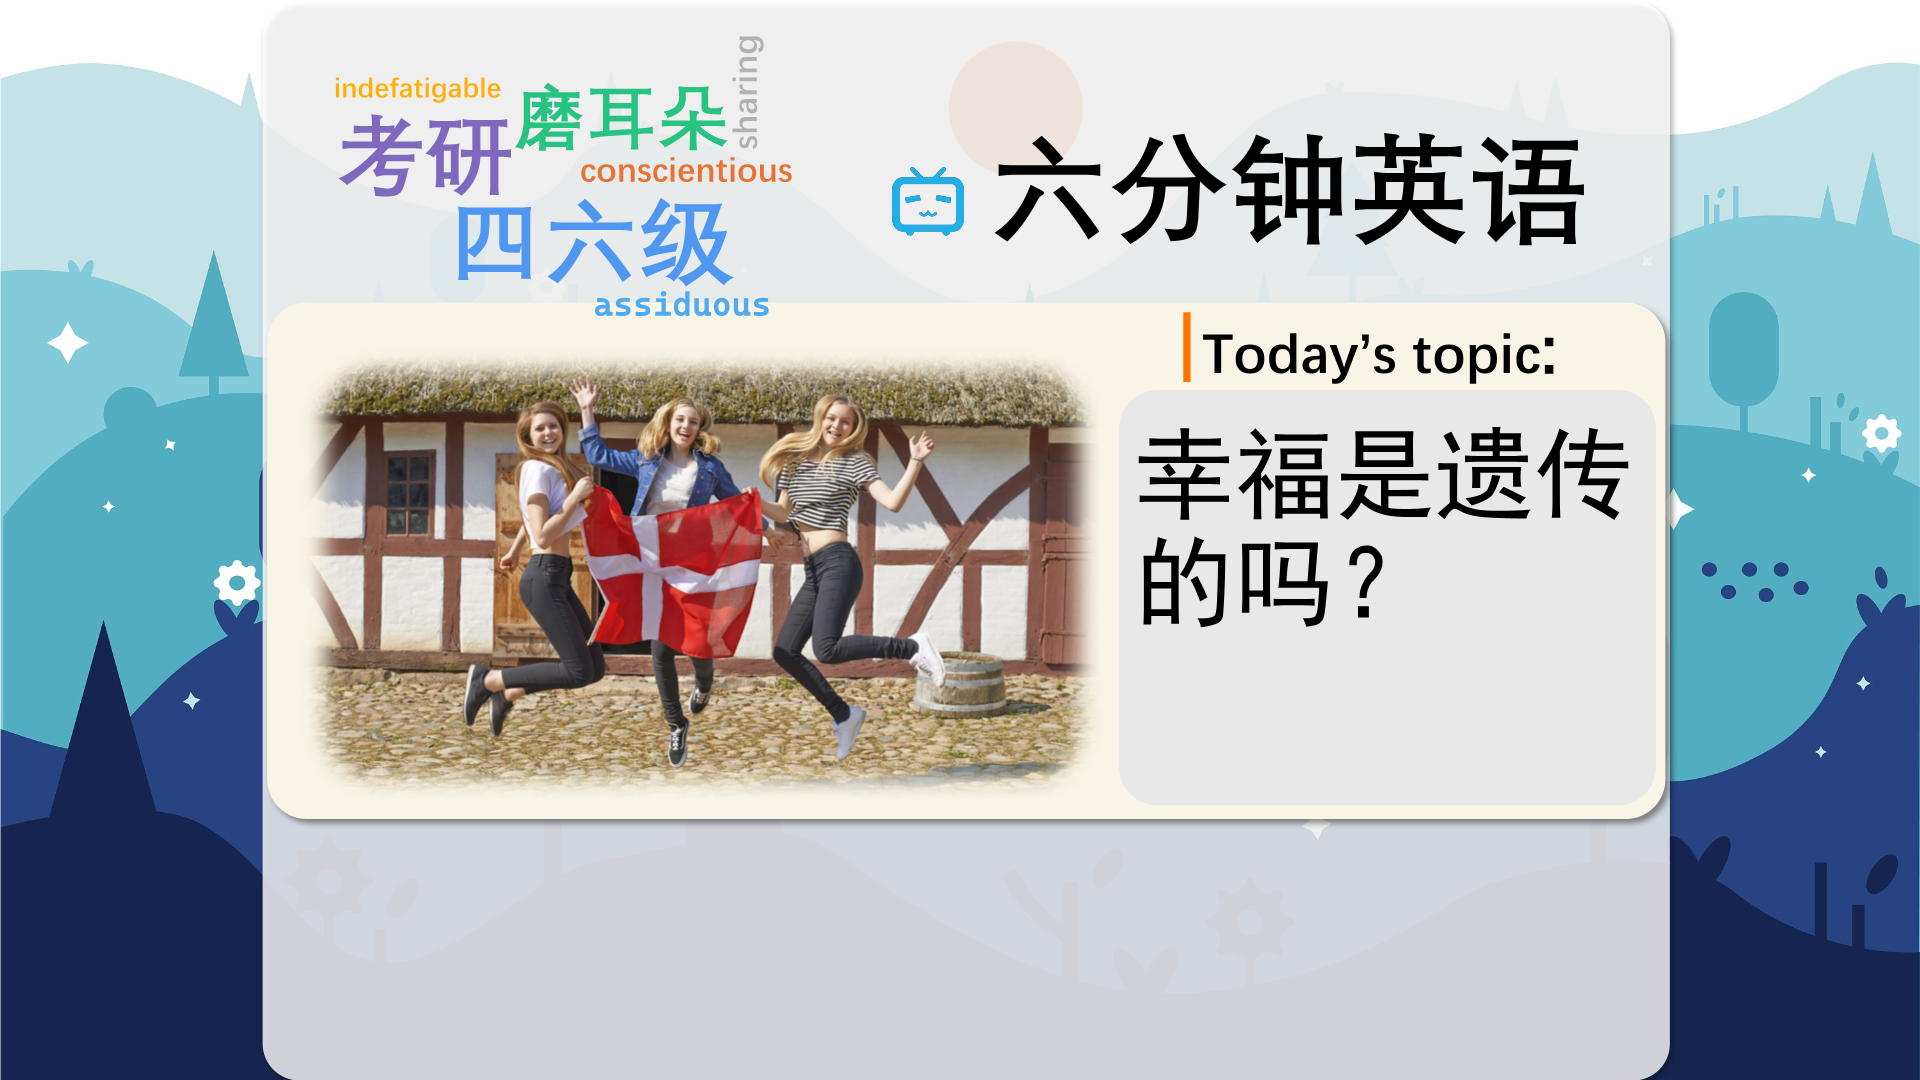 indefatigable
考研
磨耳朵
sharing
conscientious
四六级
assiduous
六分钟英语
Today’s topic:
幸福是遗传
的吗？